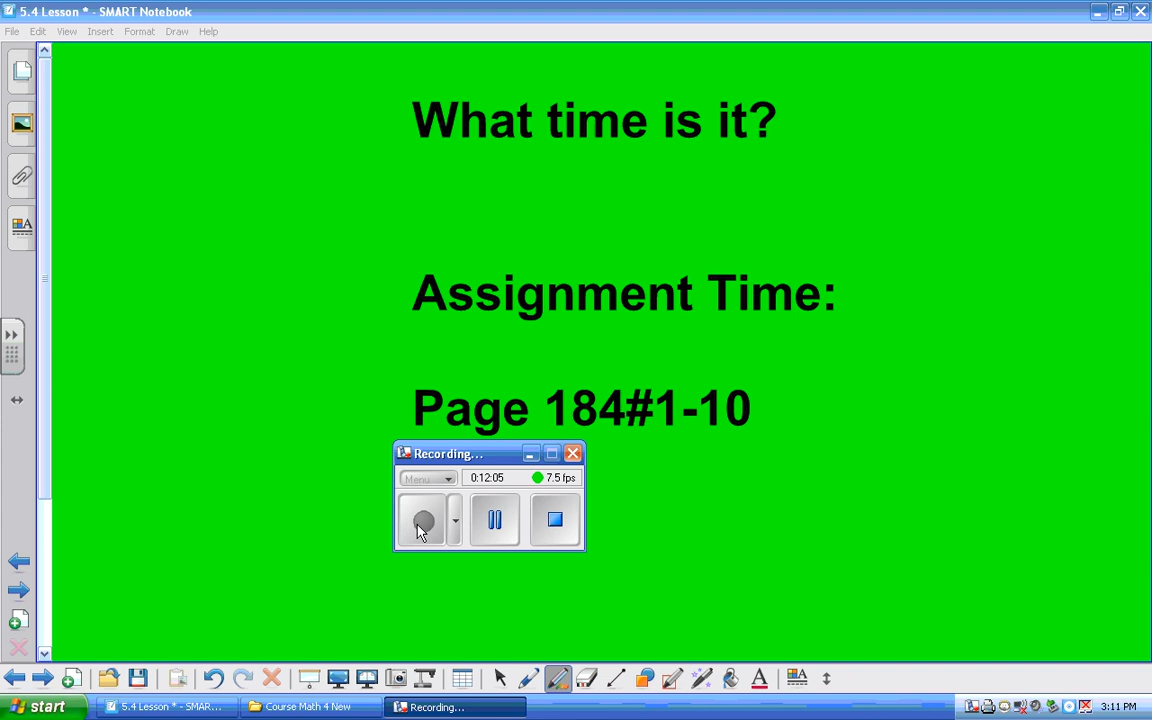 5.4 Lesson * - SMART Notebook
File Edit View Insert Format Draw Help
What time is it?
Assignment Time:
Page 184#1-10
Recording...
Menu 0:12:05 7.5 fps
start 5.4 Lesson * - SMAR... Course Math 4 New Recording... 3:11 PM